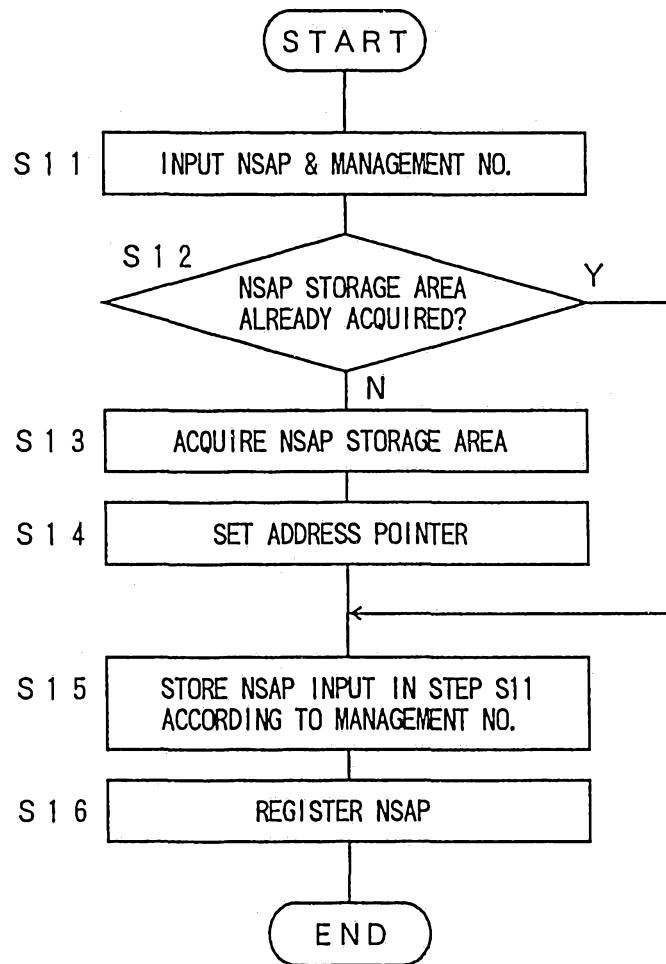 START
S11
INPUT NSAP & MANAGEMENT NO.
S12
NSAP STORAGE AREA
ALREADY ACQUIRED?
Y
N
S13
ACQUIRE NSAP STORAGE AREA
S14
SET ADDRESS POINTER
S15
STORE NSAP INPUT IN STEP S11
ACCORDING TO MANAGEMENT NO.
S16
REGISTER NSAP
END